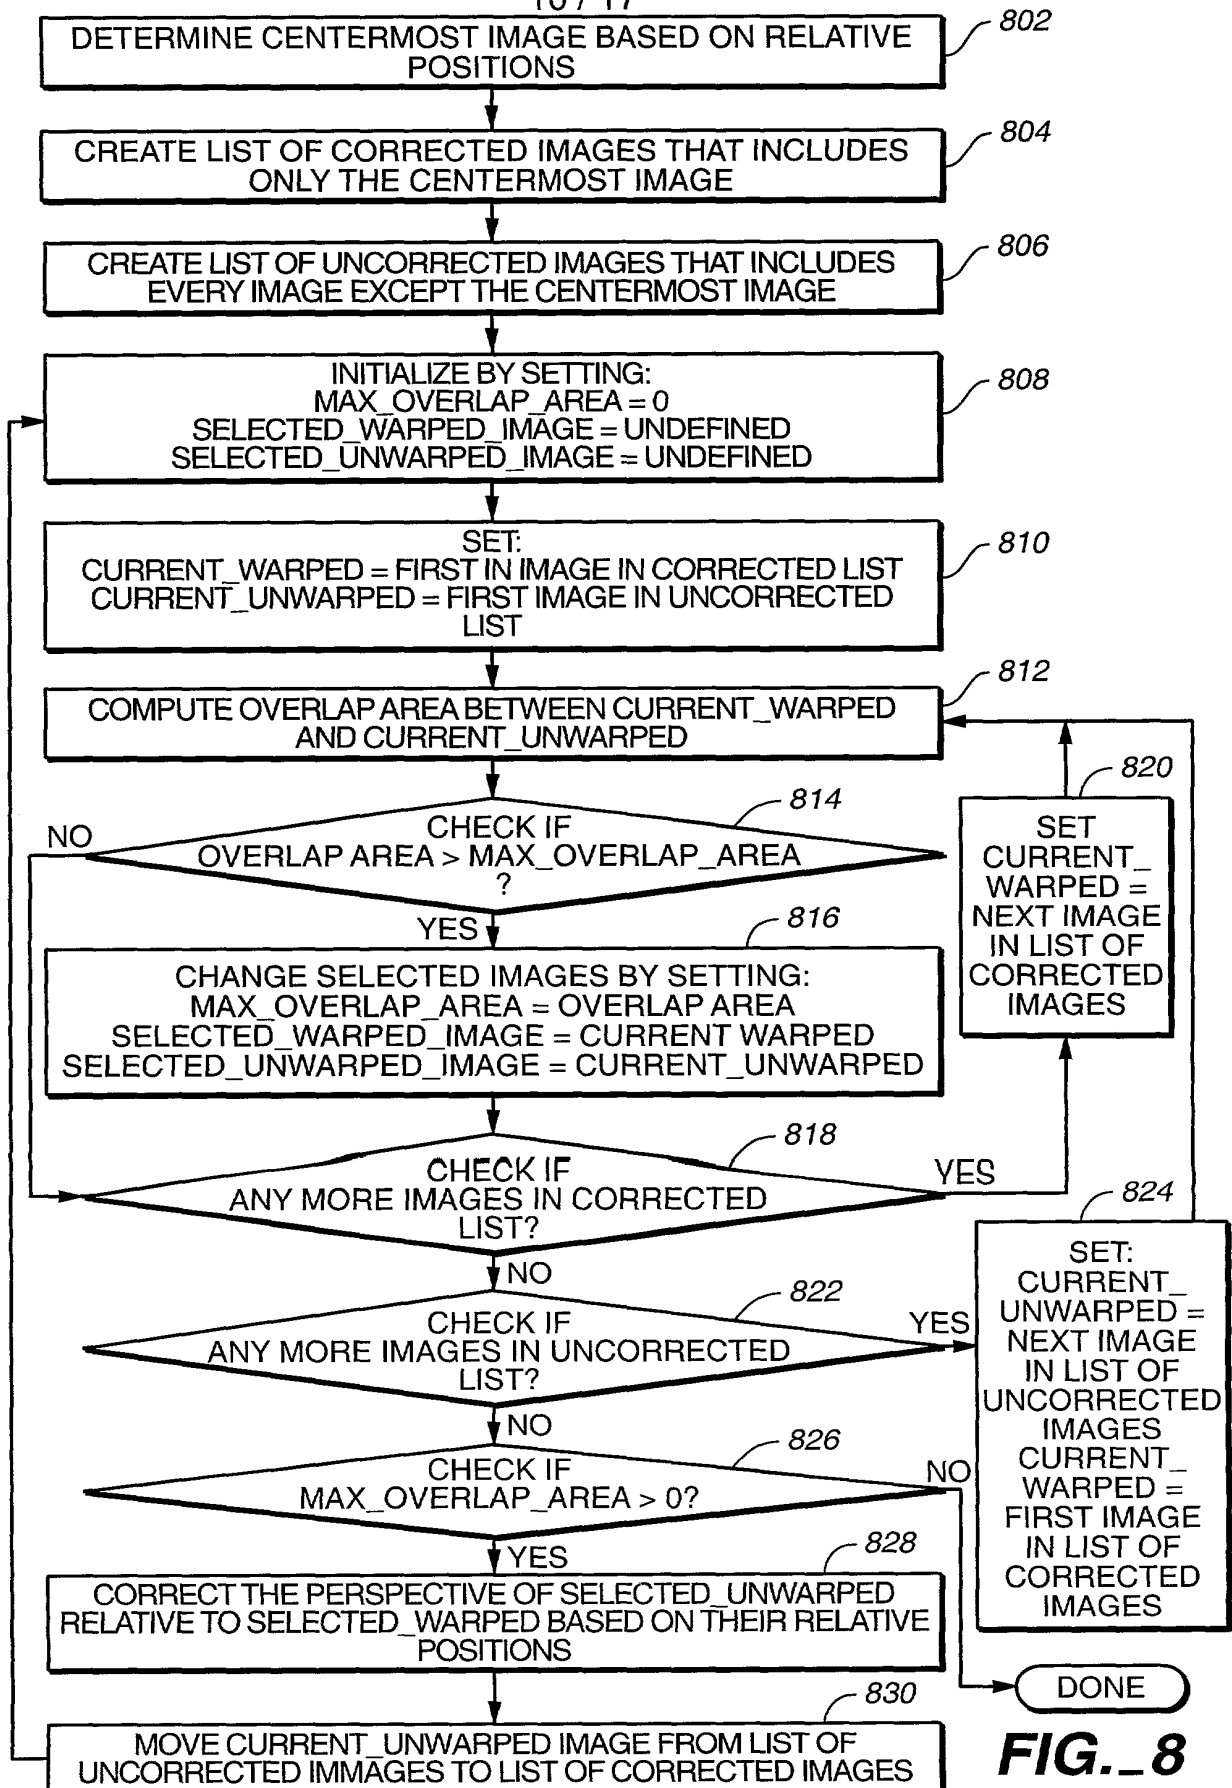 DETERMINE CENTERMOST IMAGE BASED ON RELATIVE
POSITIONS
802
CREATE LIST OF CORRECTED IMAGES THAT INCLUDES
ONLY THE CENTERMOST IMAGE
804
CREATE LIST OF UNCORRECTED IMAGES THAT INCLUDES
EVERY IMAGE EXCEPT THE CENTERMOST IMAGE
806
INITIALIZE BY SETTING:
MAX_OVERLAP_AREA = 0
SELECTED_WARPED_IMAGE = UNDEFINED
SELECTED_UNWARPED_IMAGE = UNDEFINED
808
SET:
CURRENT_WARPED = FIRST IN IMAGE IN CORRECTED LIST
CURRENT_UNWARPED = FIRST IMAGE IN UNCORRECTED
LIST
810
COMPUTE OVERLAP AREA BETWEEN CURRENT_WARPED
AND CURRENT_UNWARPED
812
CHECK IF
OVERLAP AREA > MAX_OVERLAP_AREA
?
814
NO
YES
CHANGE SELECTED IMAGES BY SETTING:
MAX_OVERLAP_AREA = OVERLAP AREA
SELECTED_WARPED_IMAGE = CURRENT WARPED
SELECTED_UNWARPED_IMAGE = CURRENT_UNWARPED
816
CHECK IF
ANY MORE IMAGES IN CORRECTED
LIST?
818
YES
NO
SET
CURRENT_
WARPED =
NEXT IMAGE
IN LIST OF
CORRECTED
IMAGES
820
CHECK IF
ANY MORE IMAGES IN UNCORRECTED
LIST?
822
YES
NO
SET:
CURRENT_
UNWARPED =
NEXT IMAGE
IN LIST OF
UNCORRECTED
IMAGES
CURRENT_
WARPED =
FIRST IMAGE
IN LIST OF
CORRECTED
IMAGES
824
CHECK IF
MAX_OVERLAP_AREA > 0?
826
NO
YES
CORRECT THE PERSPECTIVE OF SELECTED_UNWARPED
RELATIVE TO SELECTED_WARPED BASED ON THEIR RELATIVE
POSITIONS
828
DONE
MOVE CURRENT_UNWARPED IMAGE FROM LIST OF
UNCORRECTED IMMAGES TO LIST OF CORRECTED IMAGES
830
FIG._8